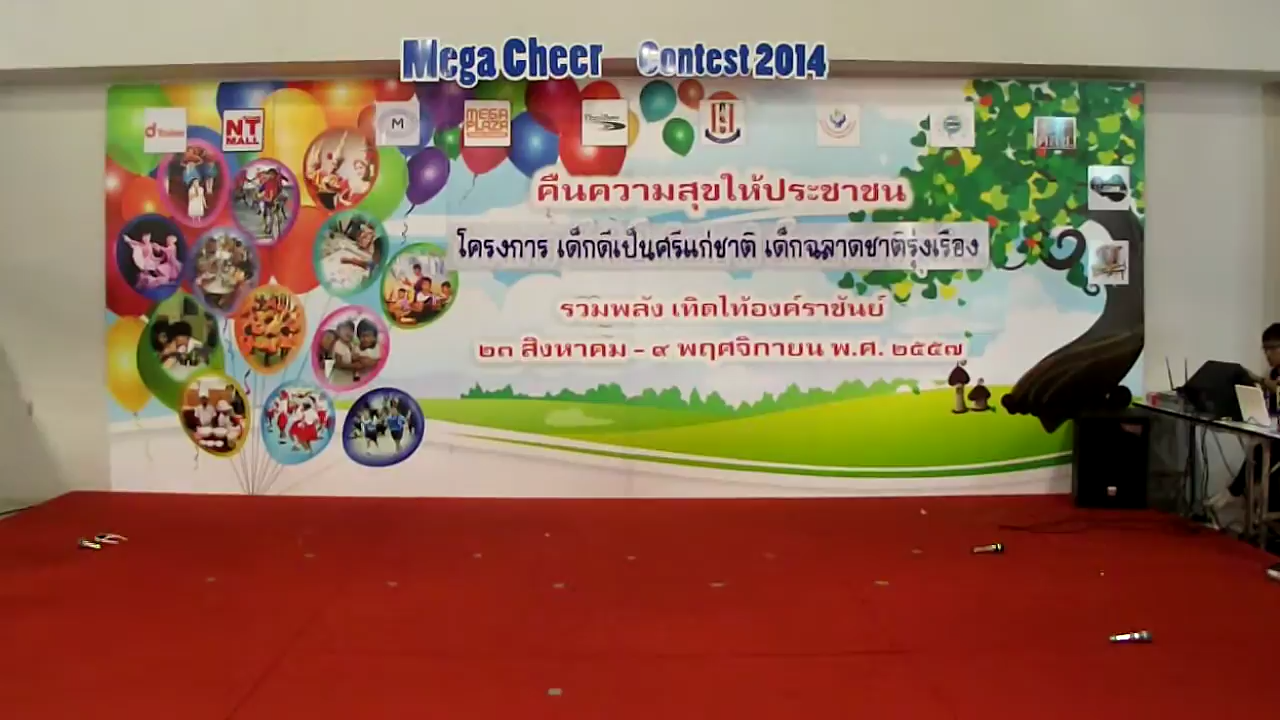 Mega Cheer Contest 2014
NT
MALL
M
MEGA
PLAZA
คืนความสุขให้ประชาชน
โครงการ เด็กดีเป็นศรีแก่ชาติ เด็กฉลาดชาติรุ่งเรือง
รวมพลัง เทิดไท้องค์ราชันย์
๒๓ สิงหาคม - ๙ พฤศจิกายน พ.ศ. ๒๕๕๗